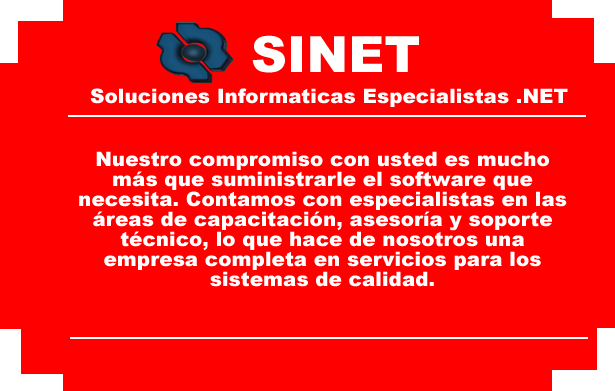 SINET
Soluciones Informaticas Especialistas .NET
Nuestro compromiso con usted es mucho
más que suministrarle el software que
necesita. Contamos con especialistas en las
áreas de capacitación, asesoría y soporte
técnico, lo que hace de nosotros una
empresa completa en servicios para los
sistemas de calidad.